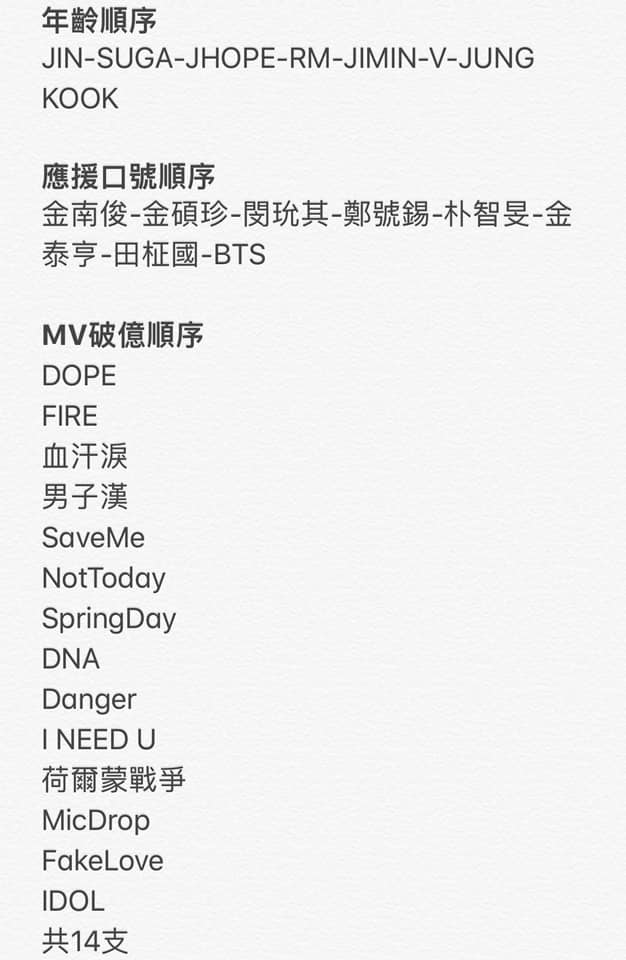 年齡順序
JIN-SUGA-JHOPE-RM-JIMIN-V-JUNG
KOOK
應援口號順序
金南俊-金碩珍-閔玧其-鄭號錫-朴智旻-金
泰亨-田柾國-BTS
MV破億順序
DOPE
FIRE
血汗淚
男子漢
SaveMe
NotToday
SpringDay
DNA
Danger
I NEED U
荷爾蒙戰爭
MicDrop
FakeLove
IDOL
共14支